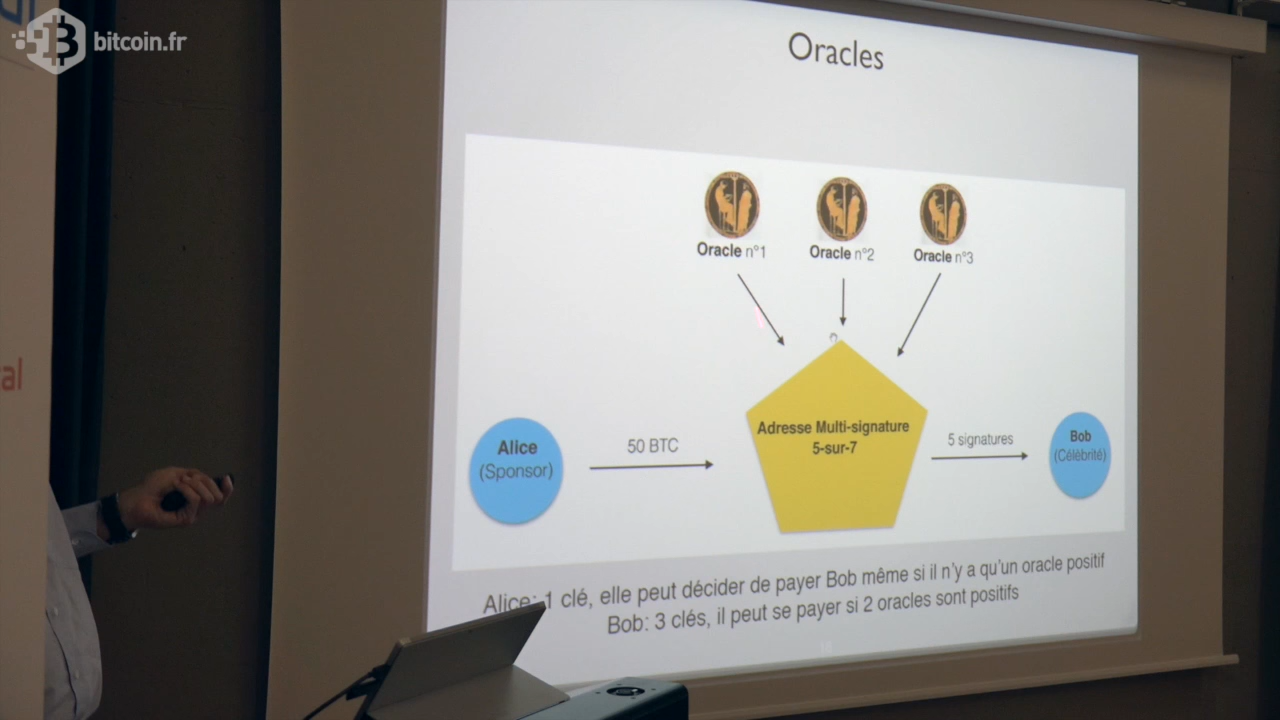 bitcoin.fr
Oracles
Oracle n°1
Oracle n°2
Oracle n°3
Alice
(Sponsor)
50 BTC
Adresse Multi-signature
5-sur-7
5 signatures
Bob
(Célébrité)
Alice: 1 clé, elle peut décider de payer Bob même si il n'y a qu'un oracle positif
Bob: 3 clés, il peut se payer si 2 oracles sont positifs
al